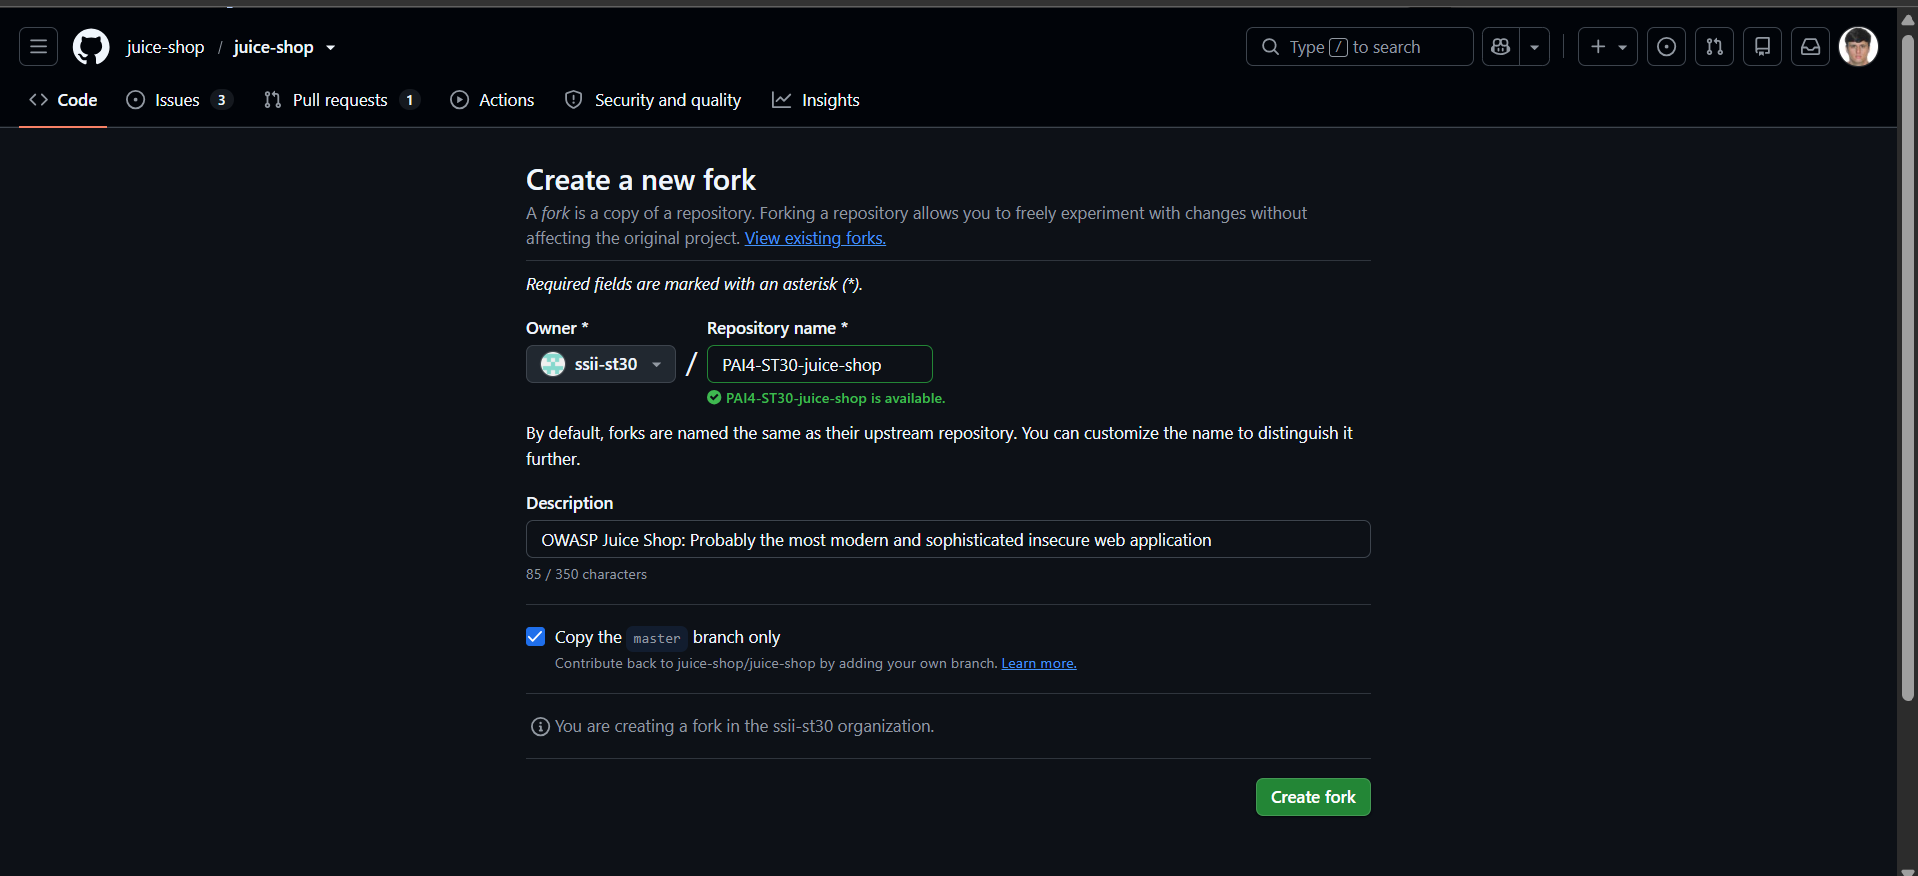 juice-shop / juice-shop
Type / to search
Code
Issues 3
Pull requests 1
Actions
Security and quality
Insights
Create a new fork
A fork is a copy of a repository. Forking a repository allows you to freely experiment with changes without
affecting the original project. View existing forks.
Required fields are marked with an asterisk (*).
Owner *
Repository name *
ssii-st30
/
PAI4-ST30-juice-shop
PAI4-ST30-juice-shop is available.
By default, forks are named the same as their upstream repository. You can customize the name to distinguish it
further.
Description
OWASP Juice Shop: Probably the most modern and sophisticated insecure web application
85 / 350 characters
Copy the master branch only
Contribute back to juice-shop/juice-shop by adding your own branch. Learn more.
You are creating a fork in the ssii-st30 organization.
Create fork